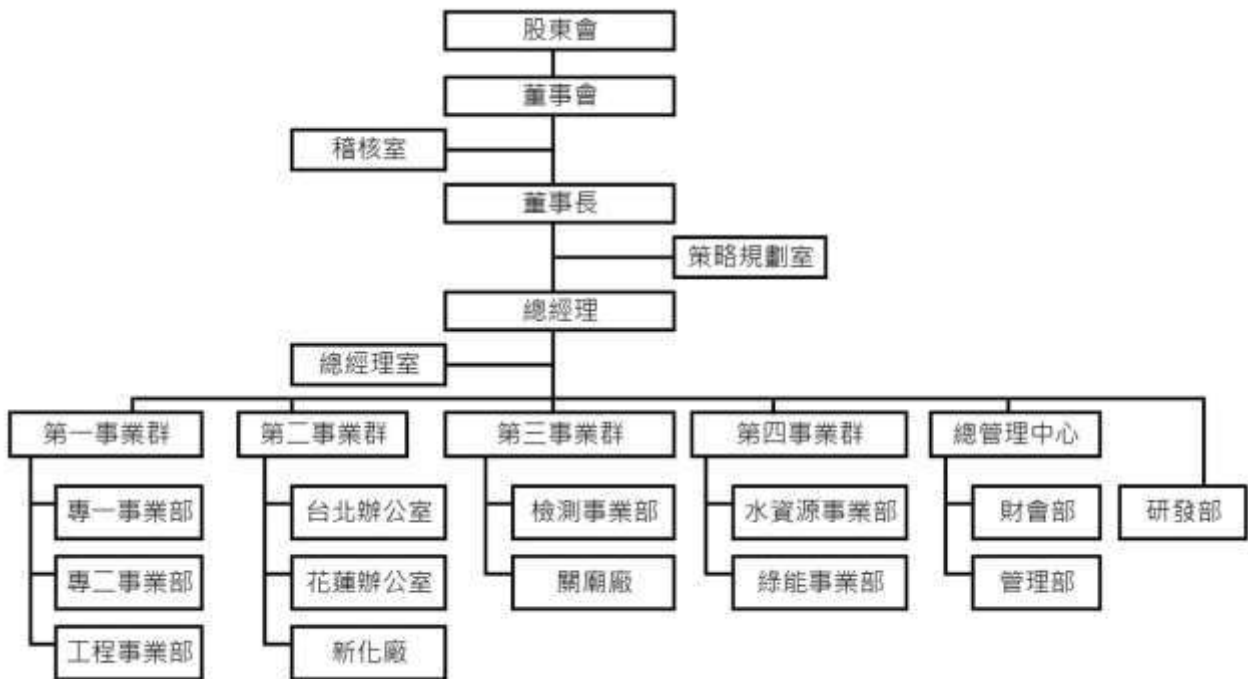 股東會
董事會
稽核室
董事長
策略規劃室
總經理
總經理室
第一事業群
第二事業群
第三事業群
第四事業群
總管理中心
專一事業部
台北辦公室
檢測事業部
水資源事業部
財會部
研發部
專二事業部
花蓮辦公室
關廟廠
綠能事業部
管理部
工程事業部
新化廠